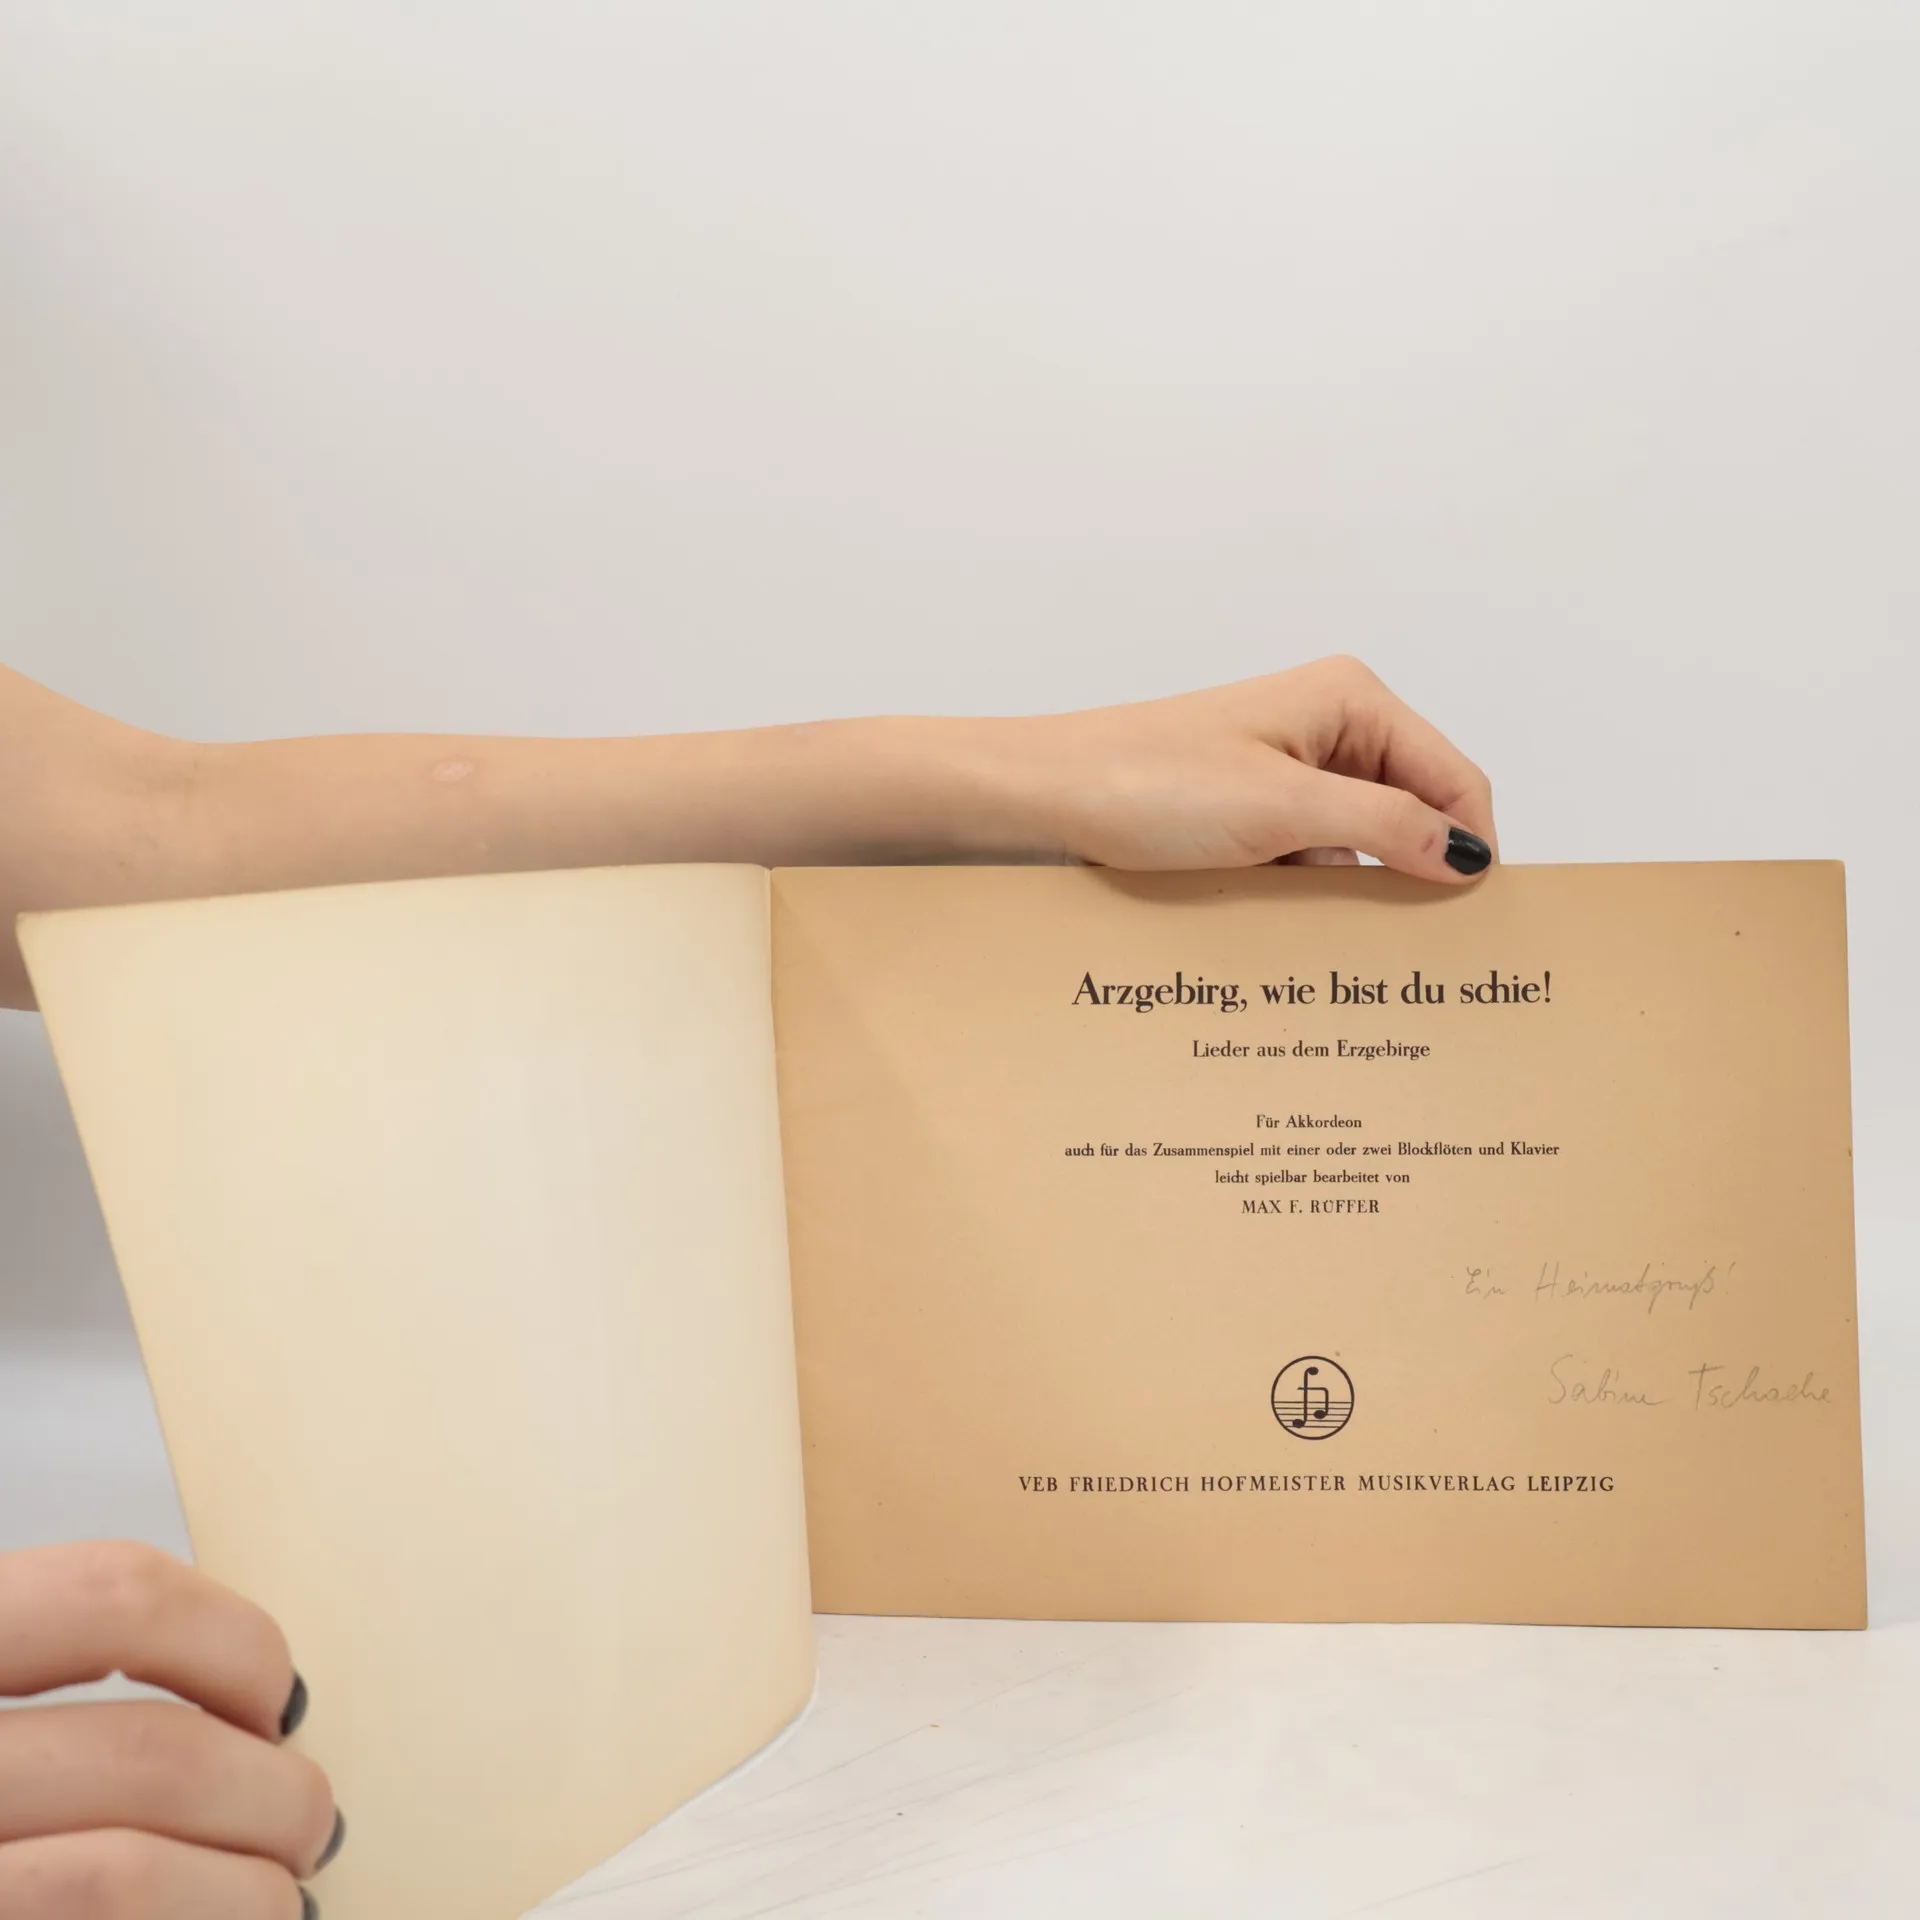 Arzgebirg, wie bist du schie!
Lieder aus dem Erzgebirge
Für Akkordeon
auch für das Zusammenspiel mit einer oder zwei Blockflöten und Klavier
leicht spielbar bearbeitet von
MAX F. RÜFFER
Ein Heimatgruß!
Sabine
VEB FRIEDRICH HOFMEISTER MUSIKVERLAG LEIPZIG